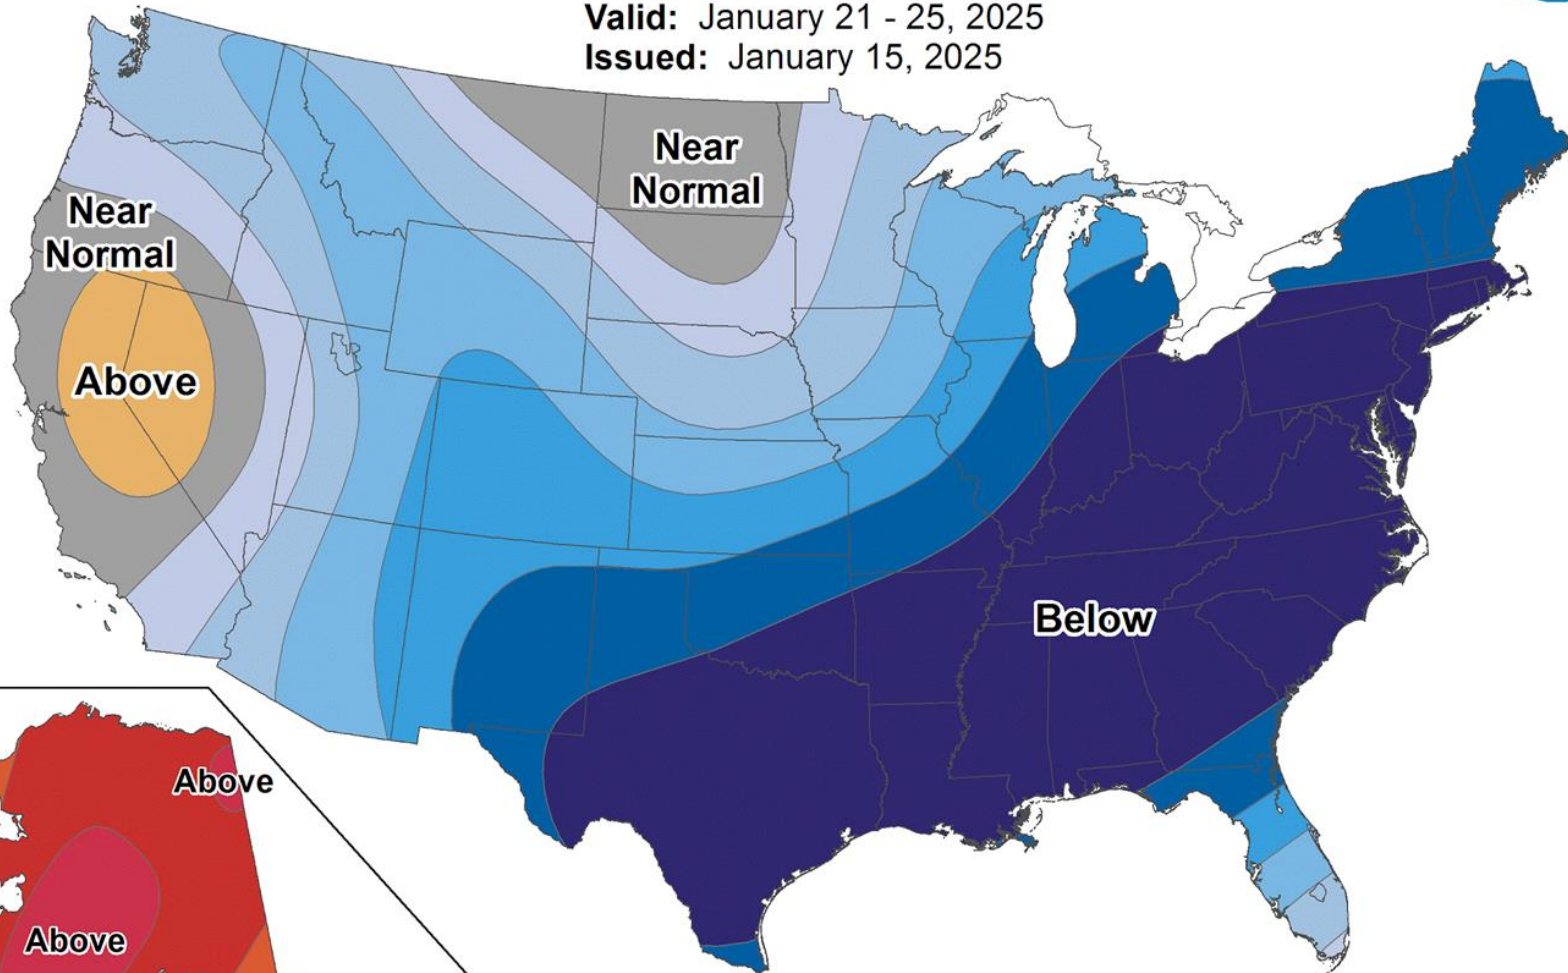 Valid: January 21 - 25, 2025
Issued: January 15, 2025
Near
Normal
Near
Normal
Above
Below
Above
Above